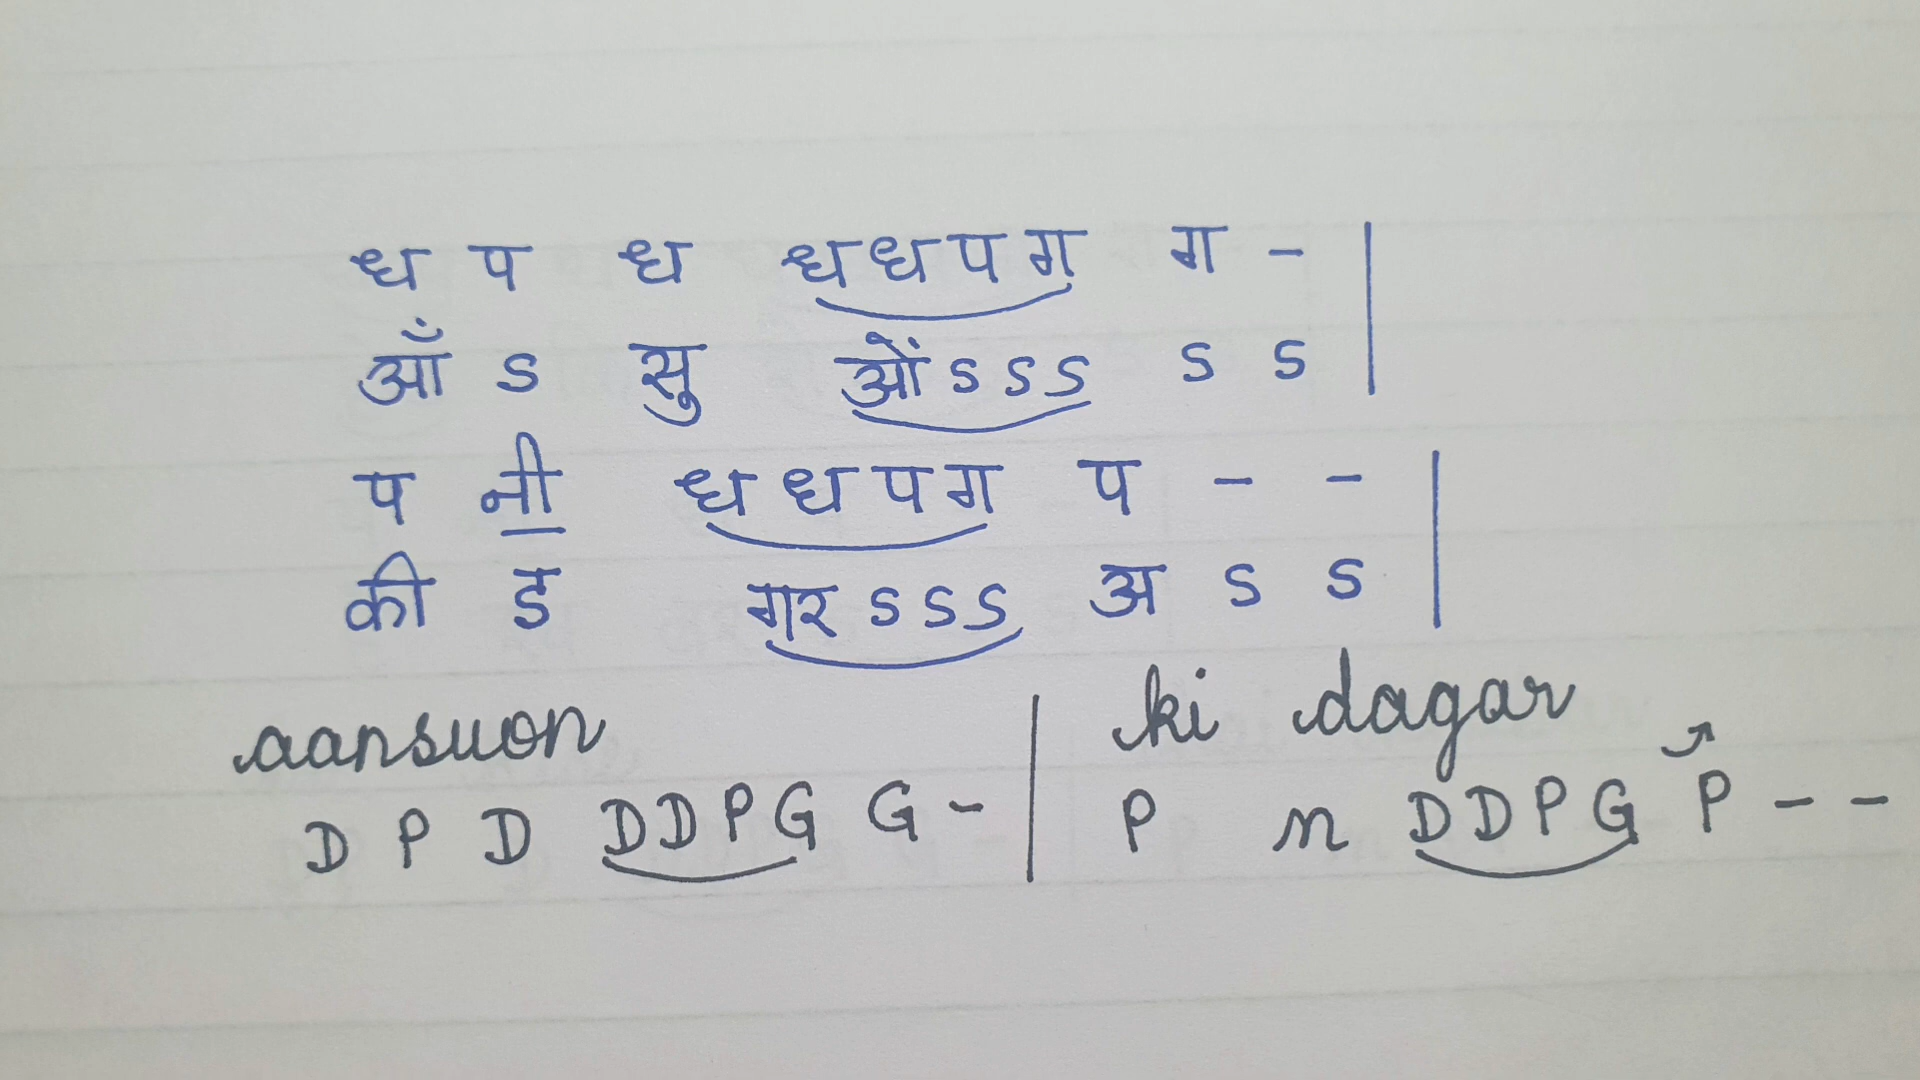 ध प ध धधपग ग - |
आँ ऽ सु ओंऽऽऽ ऽ ऽ |
प नी धधपग प - - |
की ड गरऽऽऽ अ ऽ ऽ |
aansuon | ki dagar
D P D DDPG G - | P n DDPG P - -